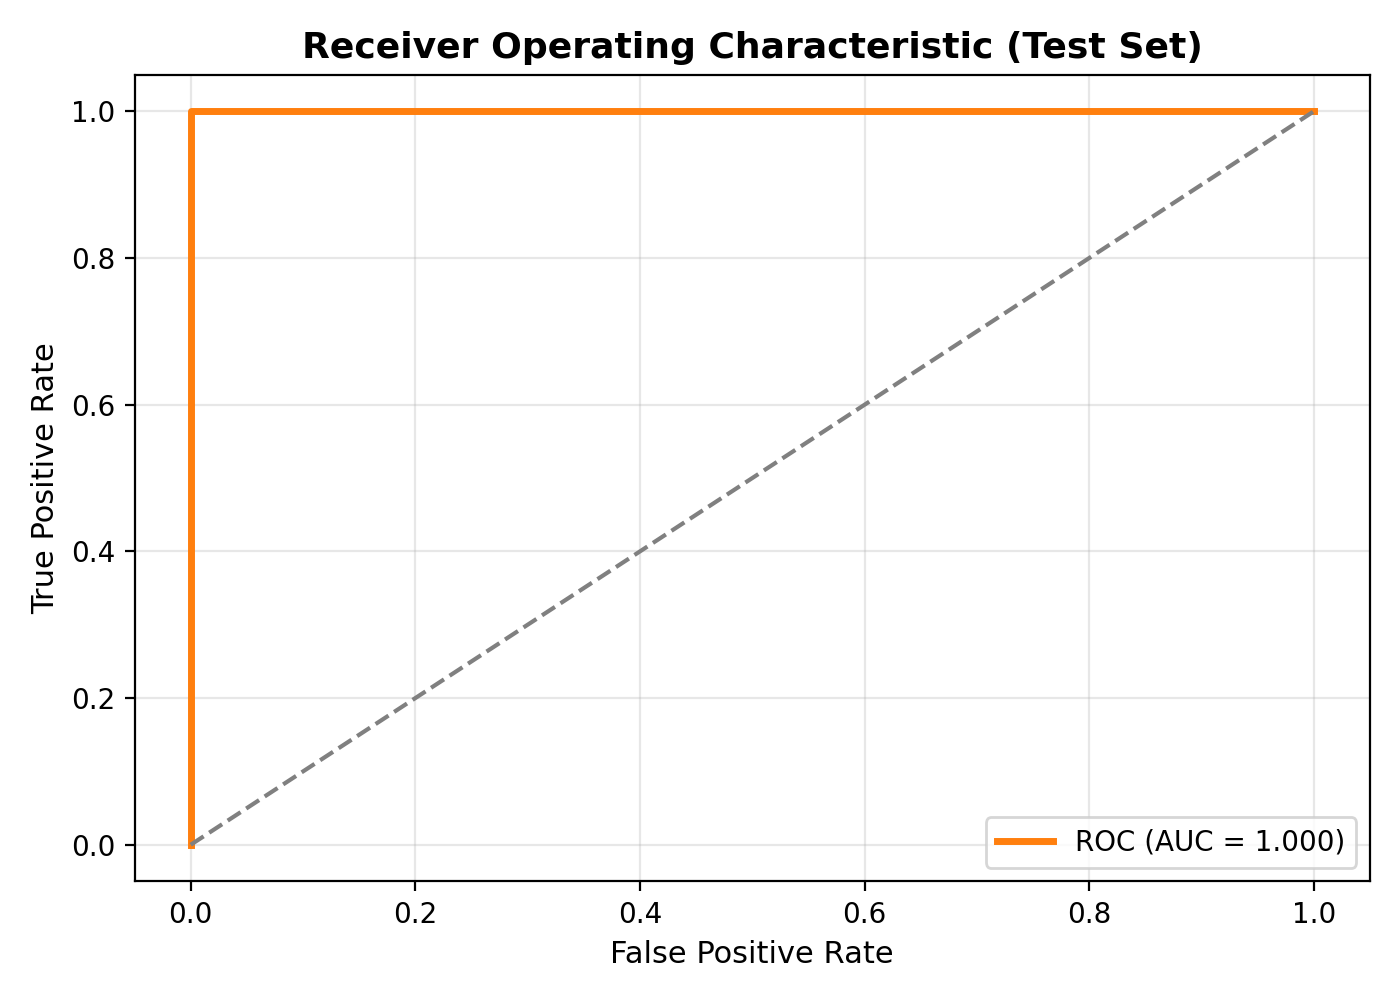 Receiver Operating Characteristic (Test Set)
1.0
0.8
0.6
0.4
0.2
0.0
True Positive Rate
ROC (AUC = 1.000)
0.0 0.2 0.4 0.6 0.8 1.0
False Positive Rate